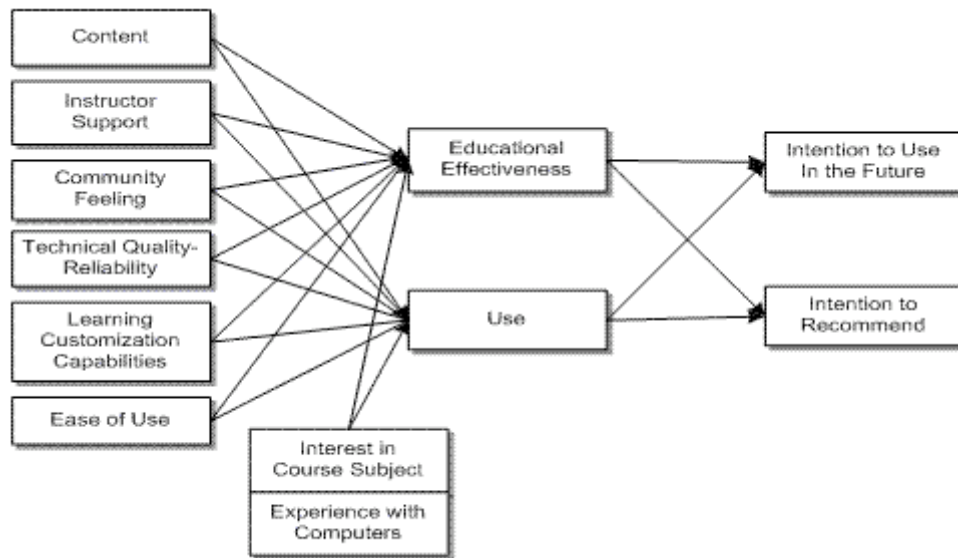 Content
Instructor
Support
Community
Feeling
Technical Quality-
Reliability
Learning
Customization
Capabilities
Ease of Use
Interest in
Course Subject
Experience with
Computers
Educational
Effectiveness
Use
Intention to Use
In the Future
Intention to
Recommend